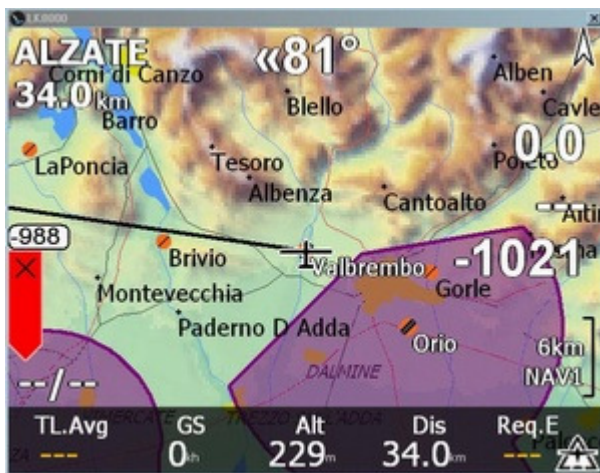 LK8000
ALZATE
«81°
Corni di Canzo
34.0km
Alben
Barro
Blello
Cavle
LaPoncia
Tesoro
0.0
Albenza
Cantoalto
---
-988
Brivio
Valbrembo
-1021
Montevecchia
Gorle
Paderno D Adda
Orio
6km
DALMINE
NAV1
--/--
TL.Avg
GS
Alt
Dis
Req.E
---
0kh
229m
34.0km
---